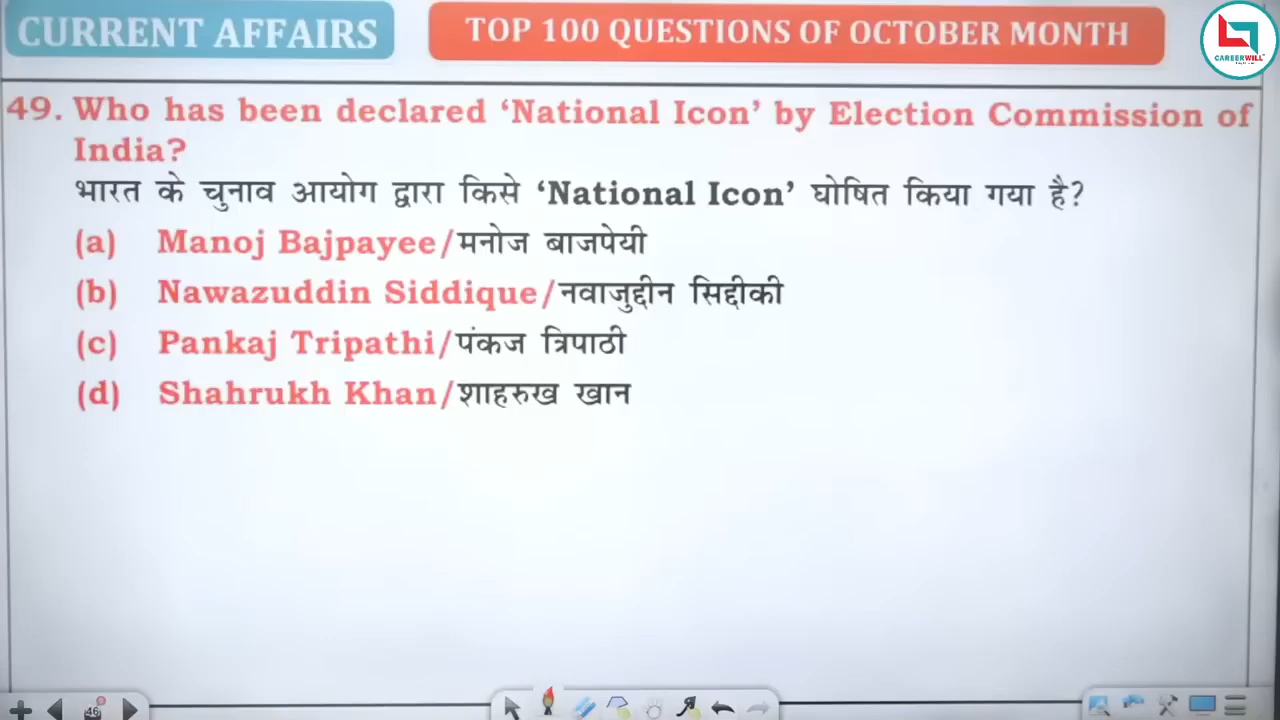 CURRENT AFFAIRS
TOP 100 QUESTIONS OF OCTOBER MONTH
CAREERWILL
49. Who has been declared ‘National Icon’ by Election Commission of
India?
भारत के चुनाव आयोग द्वारा किसे ‘National Icon’ घोषित किया गया है?
(a) Manoj Bajpayee/मनोज बाजपेयी
(b) Nawazuddin Siddique/नवाजुद्दीन सिद्दीकी
(c) Pankaj Tripathi/पंकज त्रिपाठी
(d) Shahrukh Khan/शाहरुख खान
46